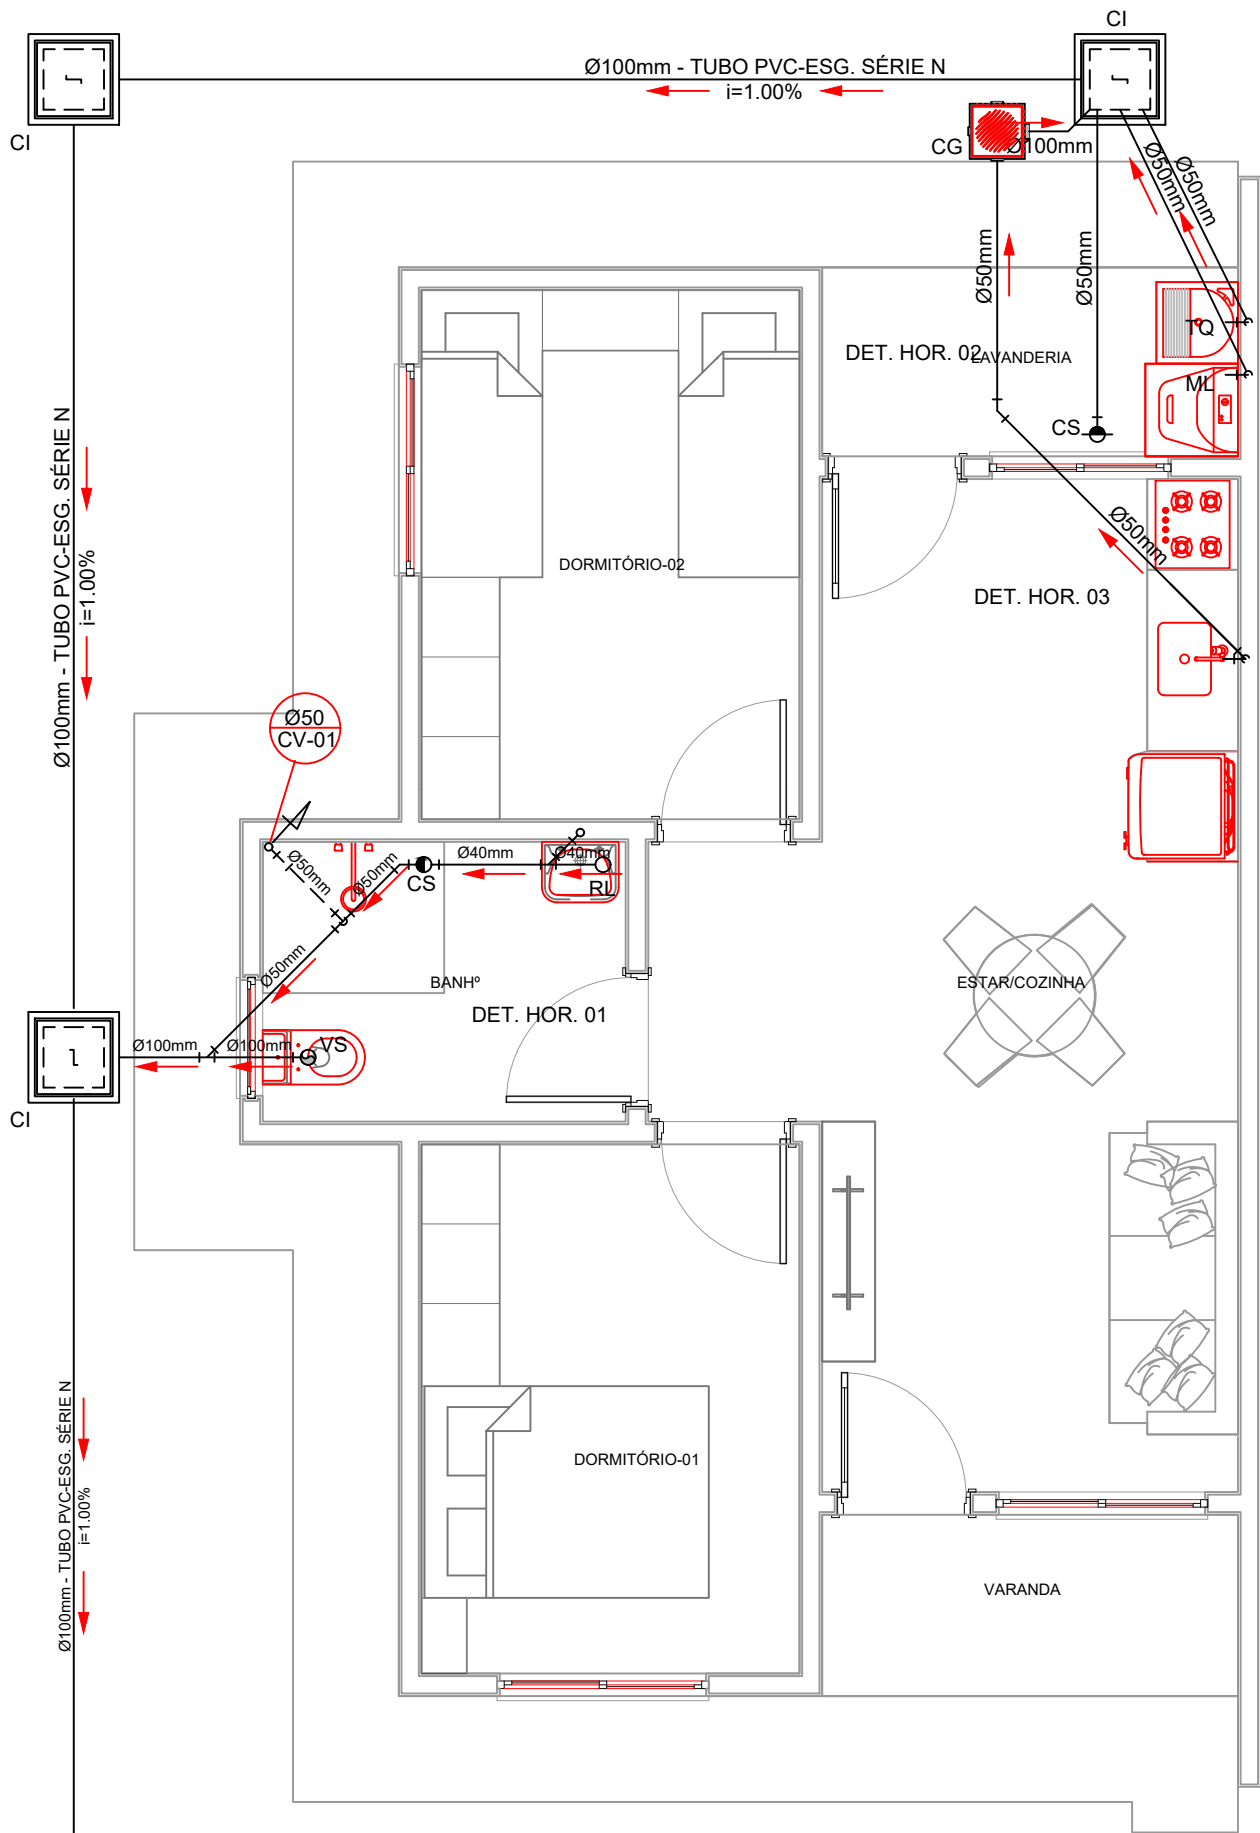 CI
Ø100mm - TUBO PVC-ESG. SÉRIE N
i=1.00%
CI
CG
Ø100mm
Ø50mm
Ø50mm
Ø50mm
Ø50mm
TQ
DET. HOR. 02
LAVANDERIA
ML
CS
Ø100mm - TUBO PVC-ESG. SÉRIE N
i=1.00%
Ø50mm
DORMITÓRIO-02
DET. HOR. 03
Ø50
CV-01
Ø50mm
Ø50mm
CS
Ø40mm
Ø40mm
RL
Ø50mm
BANHº
ESTAR/COZINHA
DET. HOR. 01
Ø100mm
Ø100mm
VS
CI
Ø100mm - TUBO PVC-ESG. SÉRIE N
i=1.00%
DORMITÓRIO-01
VARANDA